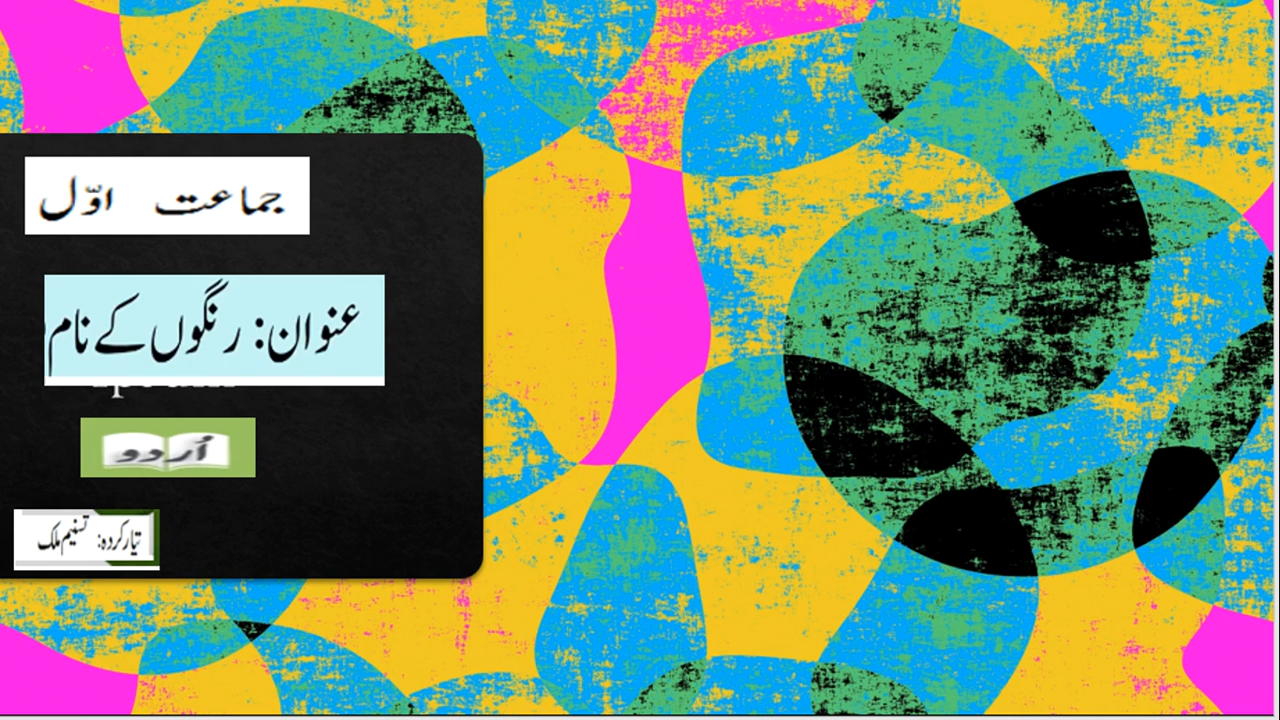 جماعت اوّل
عنوان: رنگوں کے نام
اُردو
تیار کردہ: تسنیم ملک